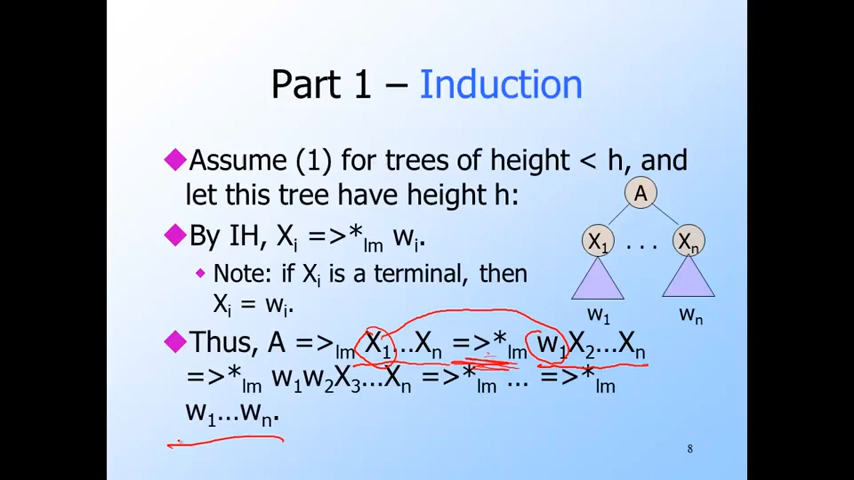 Part 1 – Induction
◆Assume (1) for trees of height < h, and
let this tree have height h:
◆By IH, Xᵢ =>*ₗₘ wᵢ.
◆ Note: if Xᵢ is a terminal, then
Xᵢ = wᵢ.
◆Thus, A =>ₗₘ X₁…Xₙ =>*ₗₘ w₁X₂…Xₙ
=>*ₗₘ w₁w₂X₃…Xₙ =>*ₗₘ … =>*ₗₘ
w₁…wₙ.
A
X₁ . . . Xₙ
w₁ wₙ
8